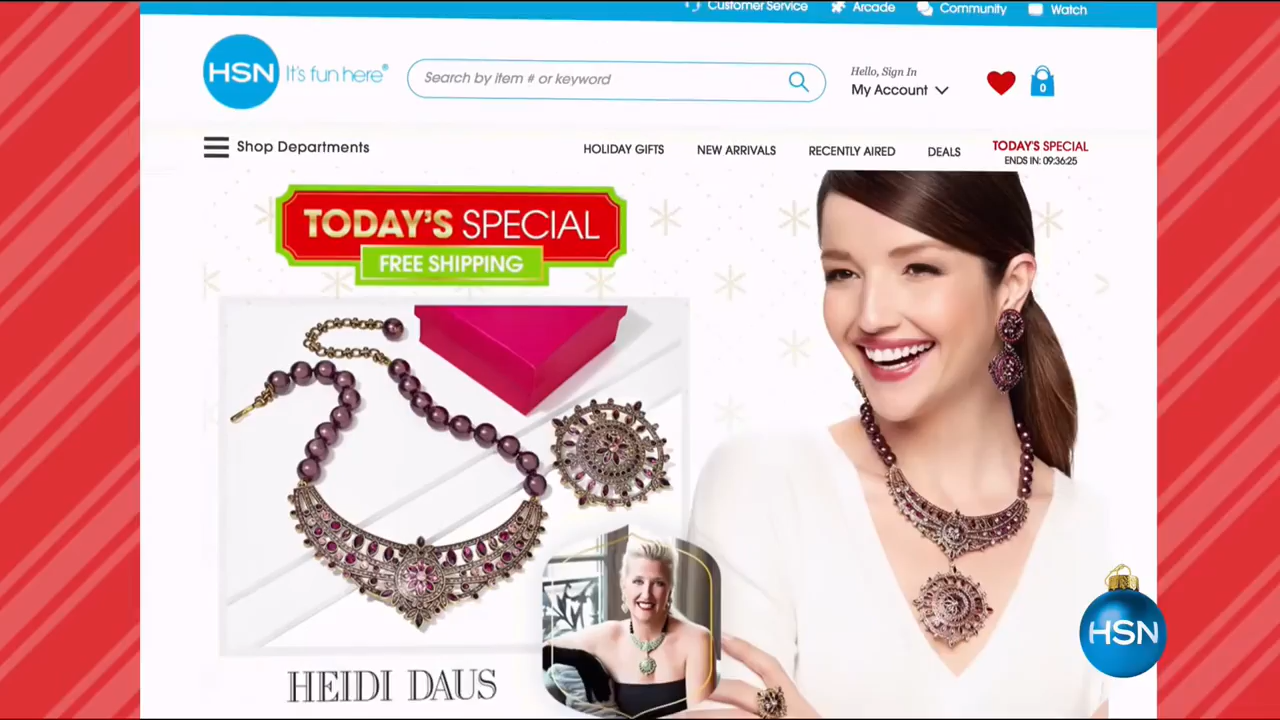 Customer Service Arcade Community Watch
HSN It's fun here®
Search by item # or keyword
Hello, Sign In
My Account
0
Shop Departments
HOLIDAY GIFTS NEW ARRIVALS RECENTLY AIRED DEALS TODAY'S SPECIAL
ENDS IN: 09:36:25
TODAY'S SPECIAL
FREE SHIPPING
HEIDI DAUS
HSN